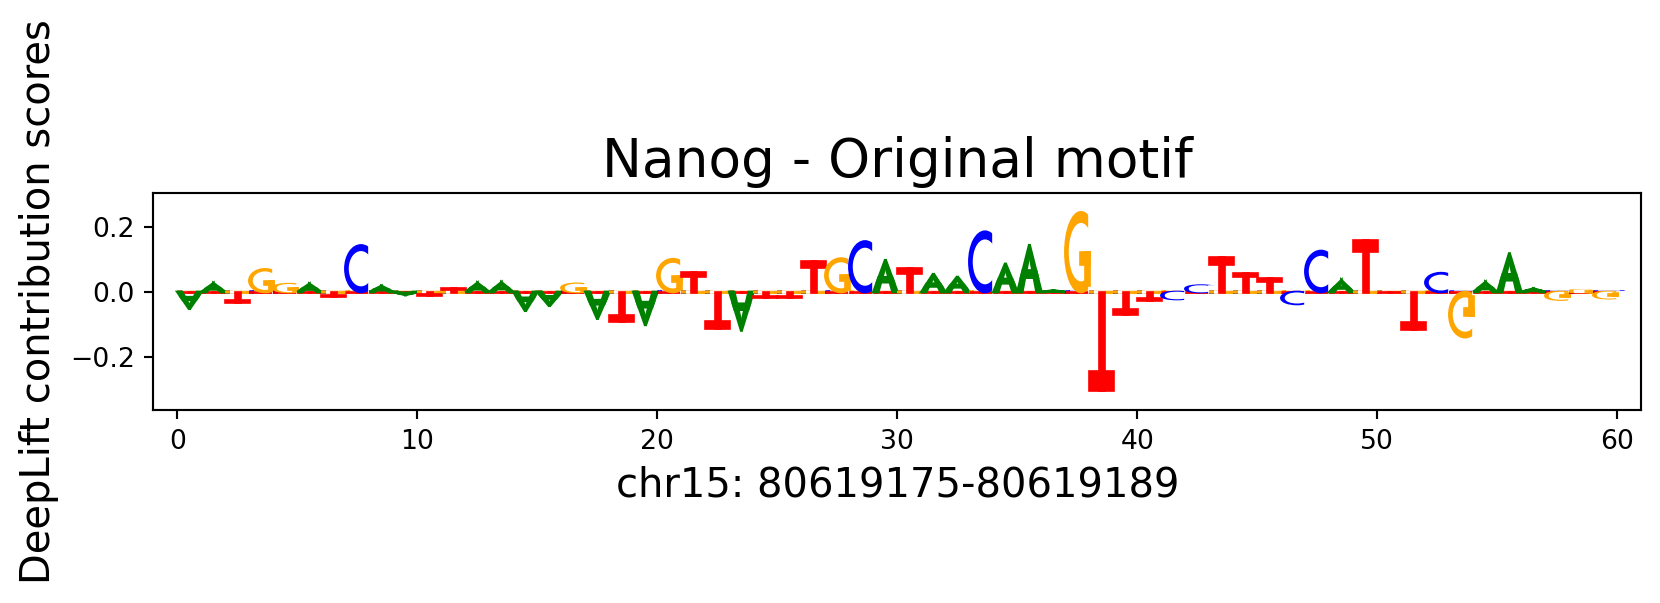 Nanog - Original motif
DeepLift contribution scores
0.2
0.0
−0.2
0 10 20 30 40 50 60
chr15: 80619175-80619189